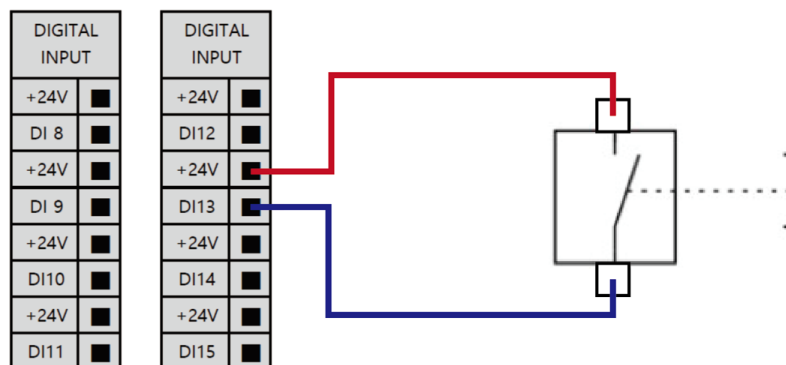 DIGITAL
INPUT
+24V
DI 8
+24V
DI 9
+24V
DI10
+24V
DI11
DIGITAL
INPUT
+24V
DI12
+24V
DI13
+24V
DI14
+24V
DI15